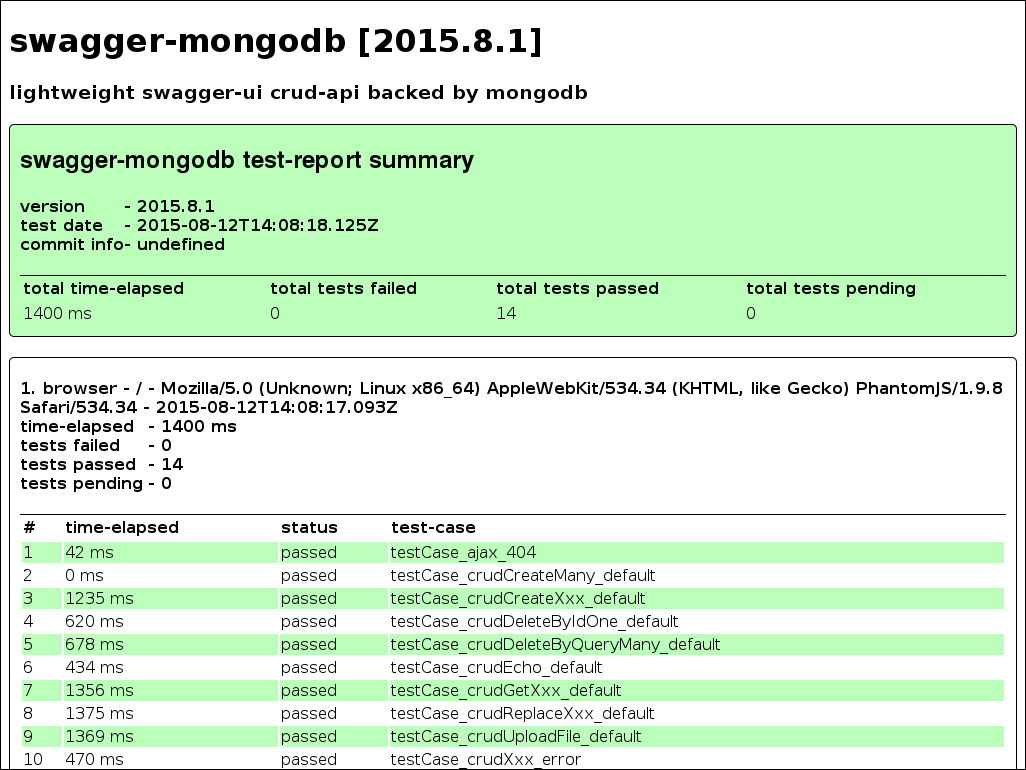 swagger-mongodb [2015.8.1]
lightweight swagger-ui crud-api backed by mongodb
swagger-mongodb test-report summary
version - 2015.8.1
test date - 2015-08-12T14:08:18.125Z
commit info- undefined
total time-elapsed total tests failed total tests passed total tests pending
1400 ms 0 14 0
1. browser - / - Mozilla/5.0 (Unknown; Linux x86_64) AppleWebKit/534.34 (KHTML, like Gecko) PhantomJS/1.9.8
Safari/534.34 - 2015-08-12T14:08:17.093Z
time-elapsed - 1400 ms
tests failed - 0
tests passed - 14
tests pending - 0
# time-elapsed status test-case
1 42 ms passed testCase_ajax_404
2 0 ms passed testCase_crudCreateMany_default
3 1235 ms passed testCase_crudCreateXxx_default
4 620 ms passed testCase_crudDeleteByIdOne_default
5 678 ms passed testCase_crudDeleteByQueryMany_default
6 434 ms passed testCase_crudEcho_default
7 1356 ms passed testCase_crudGetXxx_default
8 1375 ms passed testCase_crudReplaceXxx_default
9 1369 ms passed testCase_crudUploadFile_default
10 470 ms passed testCase_crudXxx_error